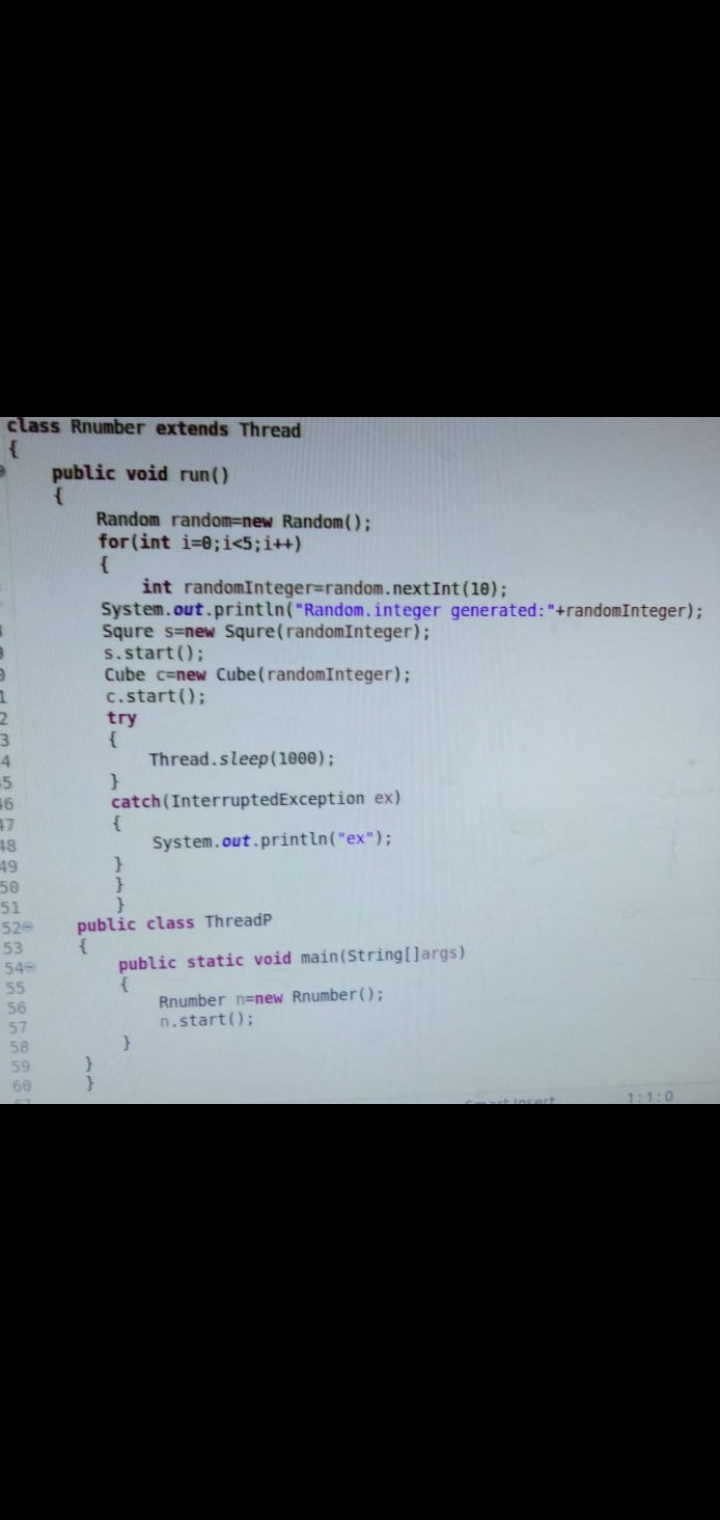 class Rnumber extends Thread
{
public void run()
{
Random random=new Random();
for(int i=0;i<5;i++)
{
int randomInteger=random.nextInt(10);
System.out.println("Random.integer generated:"+randomInteger);
Squre s=new Squre(randomInteger);
s.start();
Cube c=new Cube(randomInteger);
1 c.start();
2 try
3 {
4 Thread.sleep(1000);
5 }
46 catch(InterruptedException ex)
47 {
48 System.out.println("ex");
49 }
50 }
51 }
52 public class ThreadP
53 {
54 public static void main(String[]args)
55 {
56 Rnumber n=new Rnumber();
57 n.start();
58 }
59 }
60 }
Smart Insert 1:1:0